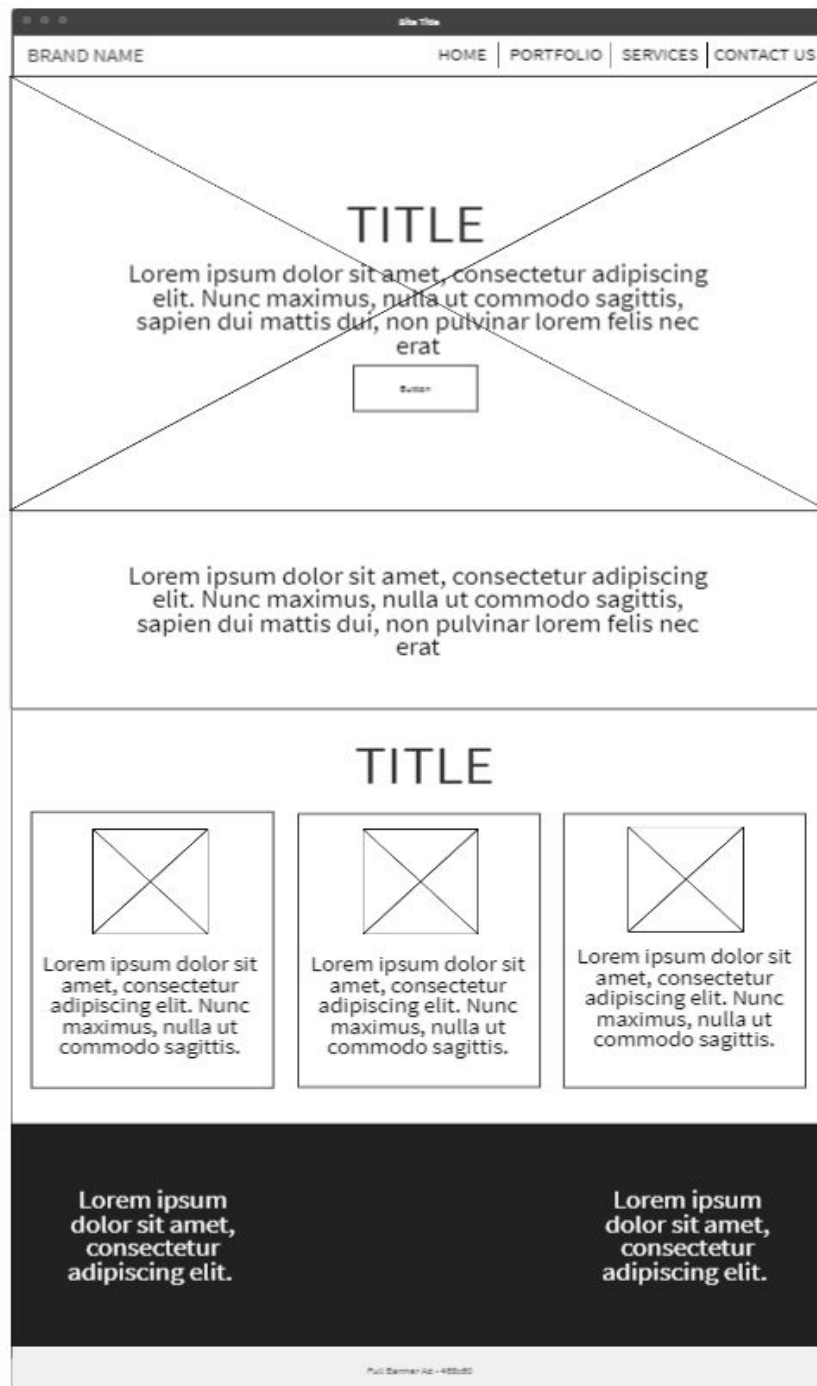 Site Title
BRAND NAME
HOME
PORTFOLIO
SERVICES
CONTACT US
TITLE
Lorem ipsum dolor sit amet, consectetur adipiscing
elit. Nunc maximus, nulla ut commodo sagittis,
sapien dui mattis dui, non pulvinar lorem felis nec
erat
Button
Lorem ipsum dolor sit amet, consectetur adipiscing
elit. Nunc maximus, nulla ut commodo sagittis,
sapien dui mattis dui, non pulvinar lorem felis nec
erat
TITLE
Lorem ipsum dolor sit
amet, consectetur
adipiscing elit. Nunc
maximus, nulla ut
commodo sagittis.
Lorem ipsum dolor sit
amet, consectetur
adipiscing elit. Nunc
maximus, nulla ut
commodo sagittis.
Lorem ipsum dolor sit
amet, consectetur
adipiscing elit. Nunc
maximus, nulla ut
commodo sagittis.
Lorem ipsum
dolor sit amet,
consectetur
adipiscing elit.
Lorem ipsum
dolor sit amet,
consectetur
adipiscing elit.
Full Banner Ad - 468x60